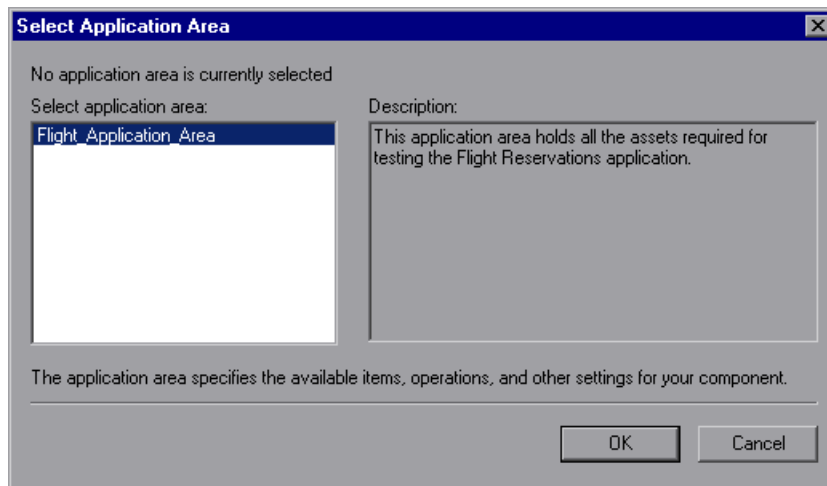 Select Application Area
No application area is currently selected
Select application area:
Description:
Flight_Application_Area
This application area holds all the assets required for
testing the Flight Reservations application.
The application area specifies the available items, operations, and other settings for your component.
OK
Cancel